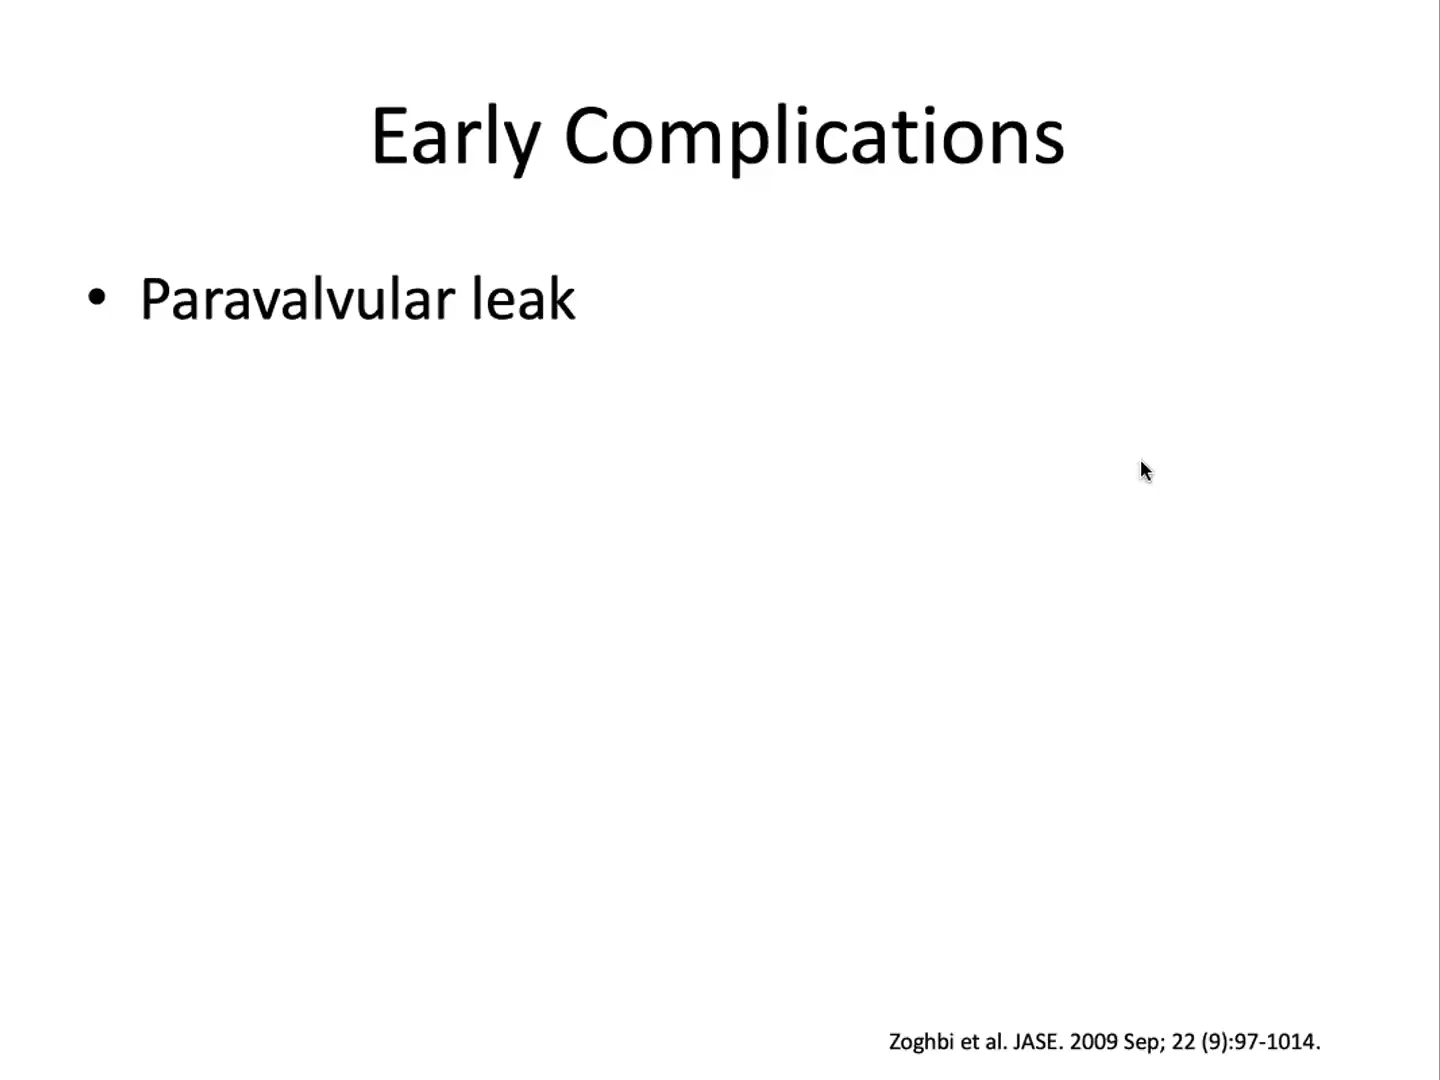 Early Complications
• Paravalvular leak
Zoghbi et al. JASE. 2009 Sep; 22 (9):97-1014.